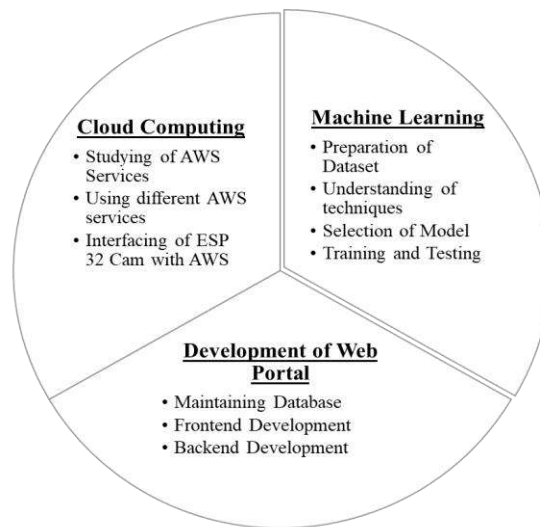 Cloud Computing
• Studying of AWS
Services
• Using different AWS
services
• Interfacing of ESP
32 Cam with AWS
Machine Learning
• Preparation of
Dataset
• Understanding of
techniques
• Selection of Model
• Training and Testing
Development of Web
Portal
• Maintaining Database
• Frontend Development
• Backend Development